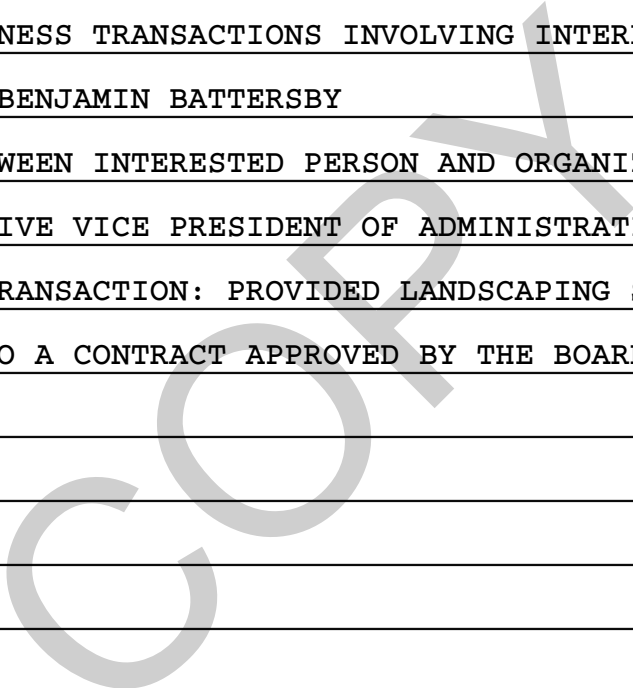 NESS TRANSACTIONS INVOLVING INTER
BENJAMIN BATTERSBY
WEEN INTERESTED PERSON AND ORGANI
IVE VICE PRESIDENT OF ADMINISTRAT
RANSACTION: PROVIDED LANDSCAPING
O A CONTRACT APPROVED BY THE BOAR
COPY